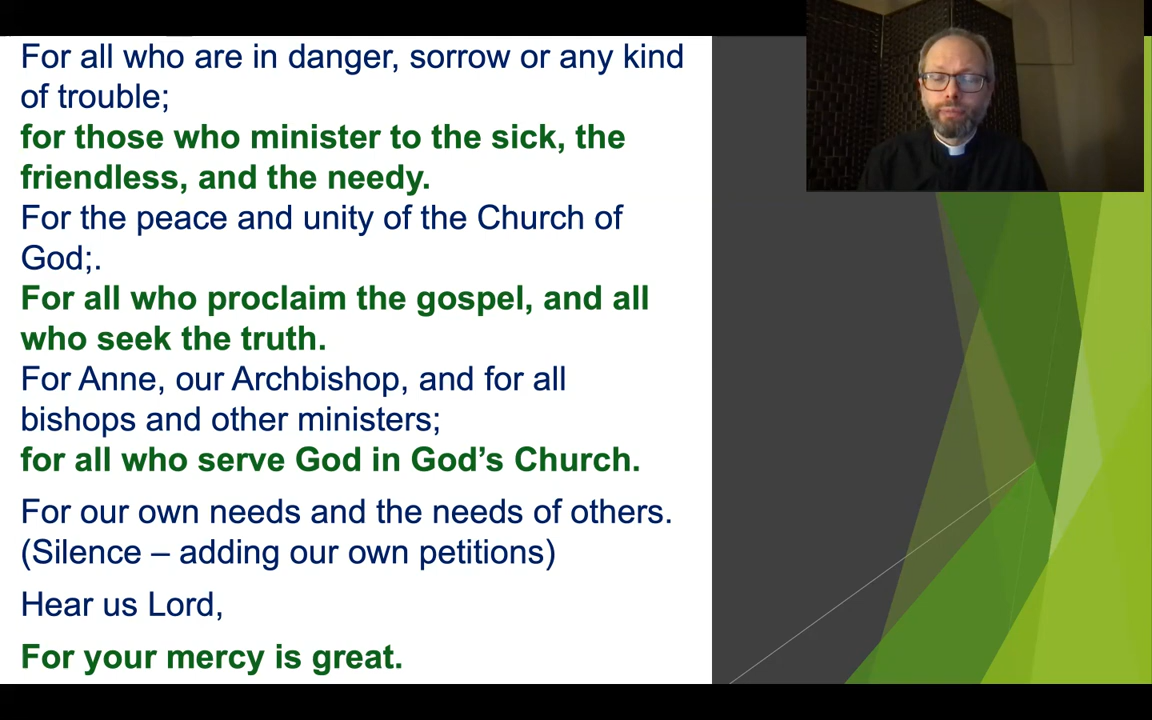 For all who are in danger, sorrow or any kind
of trouble;
for those who minister to the sick, the
friendless, and the needy.
For the peace and unity of the Church of
God;.
For all who proclaim the gospel, and all
who seek the truth.
For Anne, our Archbishop, and for all
bishops and other ministers;
for all who serve God in God’s Church.
For our own needs and the needs of others.
(Silence – adding our own petitions)
Hear us Lord,
For your mercy is great.